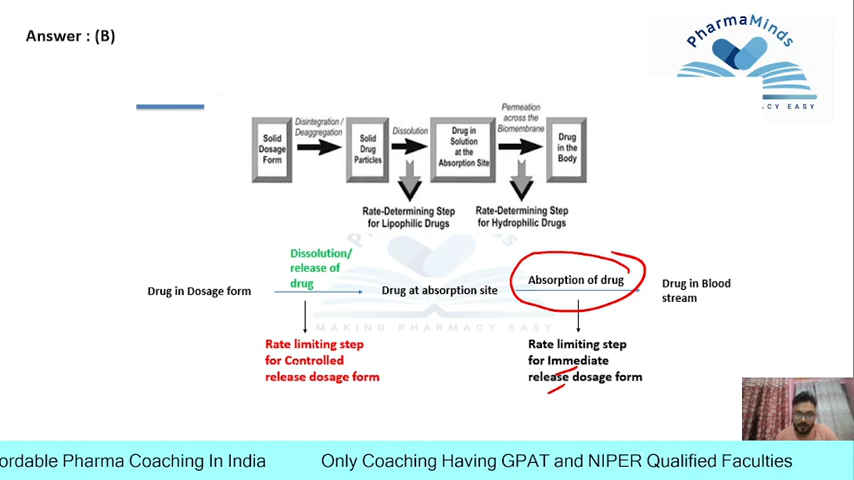 Answer : (B)
PharmaMinds
ACY EASY
Disintegration /
Deaggregation
Dissolution
Permeation
across the
Biomembrane
Solid
Dosage
Form
Solid
Drug
Particles
Drug in
Solution
at the
Absorption Site
Drug
in the
Body
Rate-Determining Step
for Lipophilic Drugs
Rate-Determining Step
for Hydrophilic Drugs
Dissolution/
release of
drug
Drug in Dosage form
Drug at absorption site
Absorption of drug
Drug in Blood
stream
MAKING PHARMACY EASY
Rate limiting step
for Controlled
release dosage form
Rate limiting step
for Immediate
release dosage form
ordable Pharma Coaching In India
Only Coaching Having GPAT and NIPER Qualified Faculties